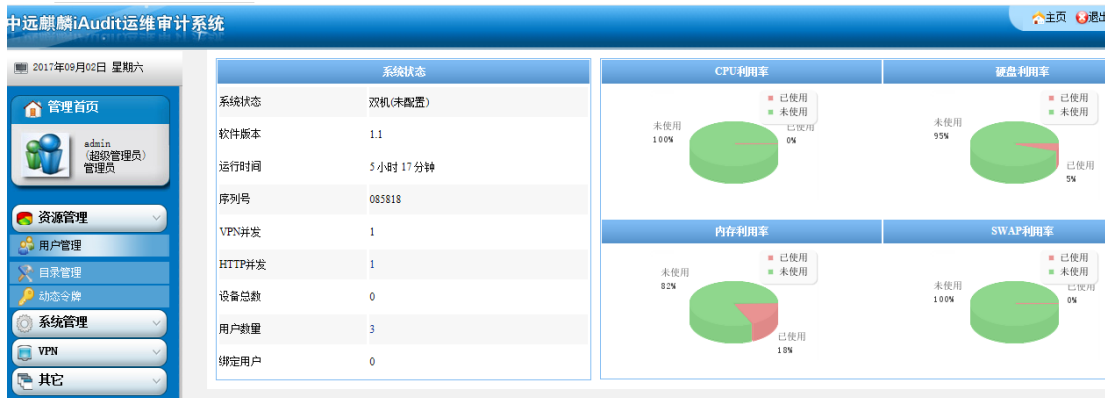 中远麒麟iAudit运维审计系统
主页 退出
2017年09月02日 星期六
管理首页
admin
(超级管理员)
管理员
资源管理
用户管理
目录管理
动态令牌
系统管理
VPN
其它
系统状态
系统状态 双机(未配置)
软件版本 1.1
运行时间 5小时17分钟
序列号 085818
VPN并发 1
HTTP并发 1
设备总数 0
用户数量 3
绑定用户 0
CPU利用率
已使用
未使用
未使用
100%
已使用
0%
硬盘利用率
已使用
未使用
未使用
95%
已使用
5%
内存利用率
已使用
未使用
未使用
82%
已使用
18%
SWAP利用率
已使用
未使用
未使用
100%
已使用
0%